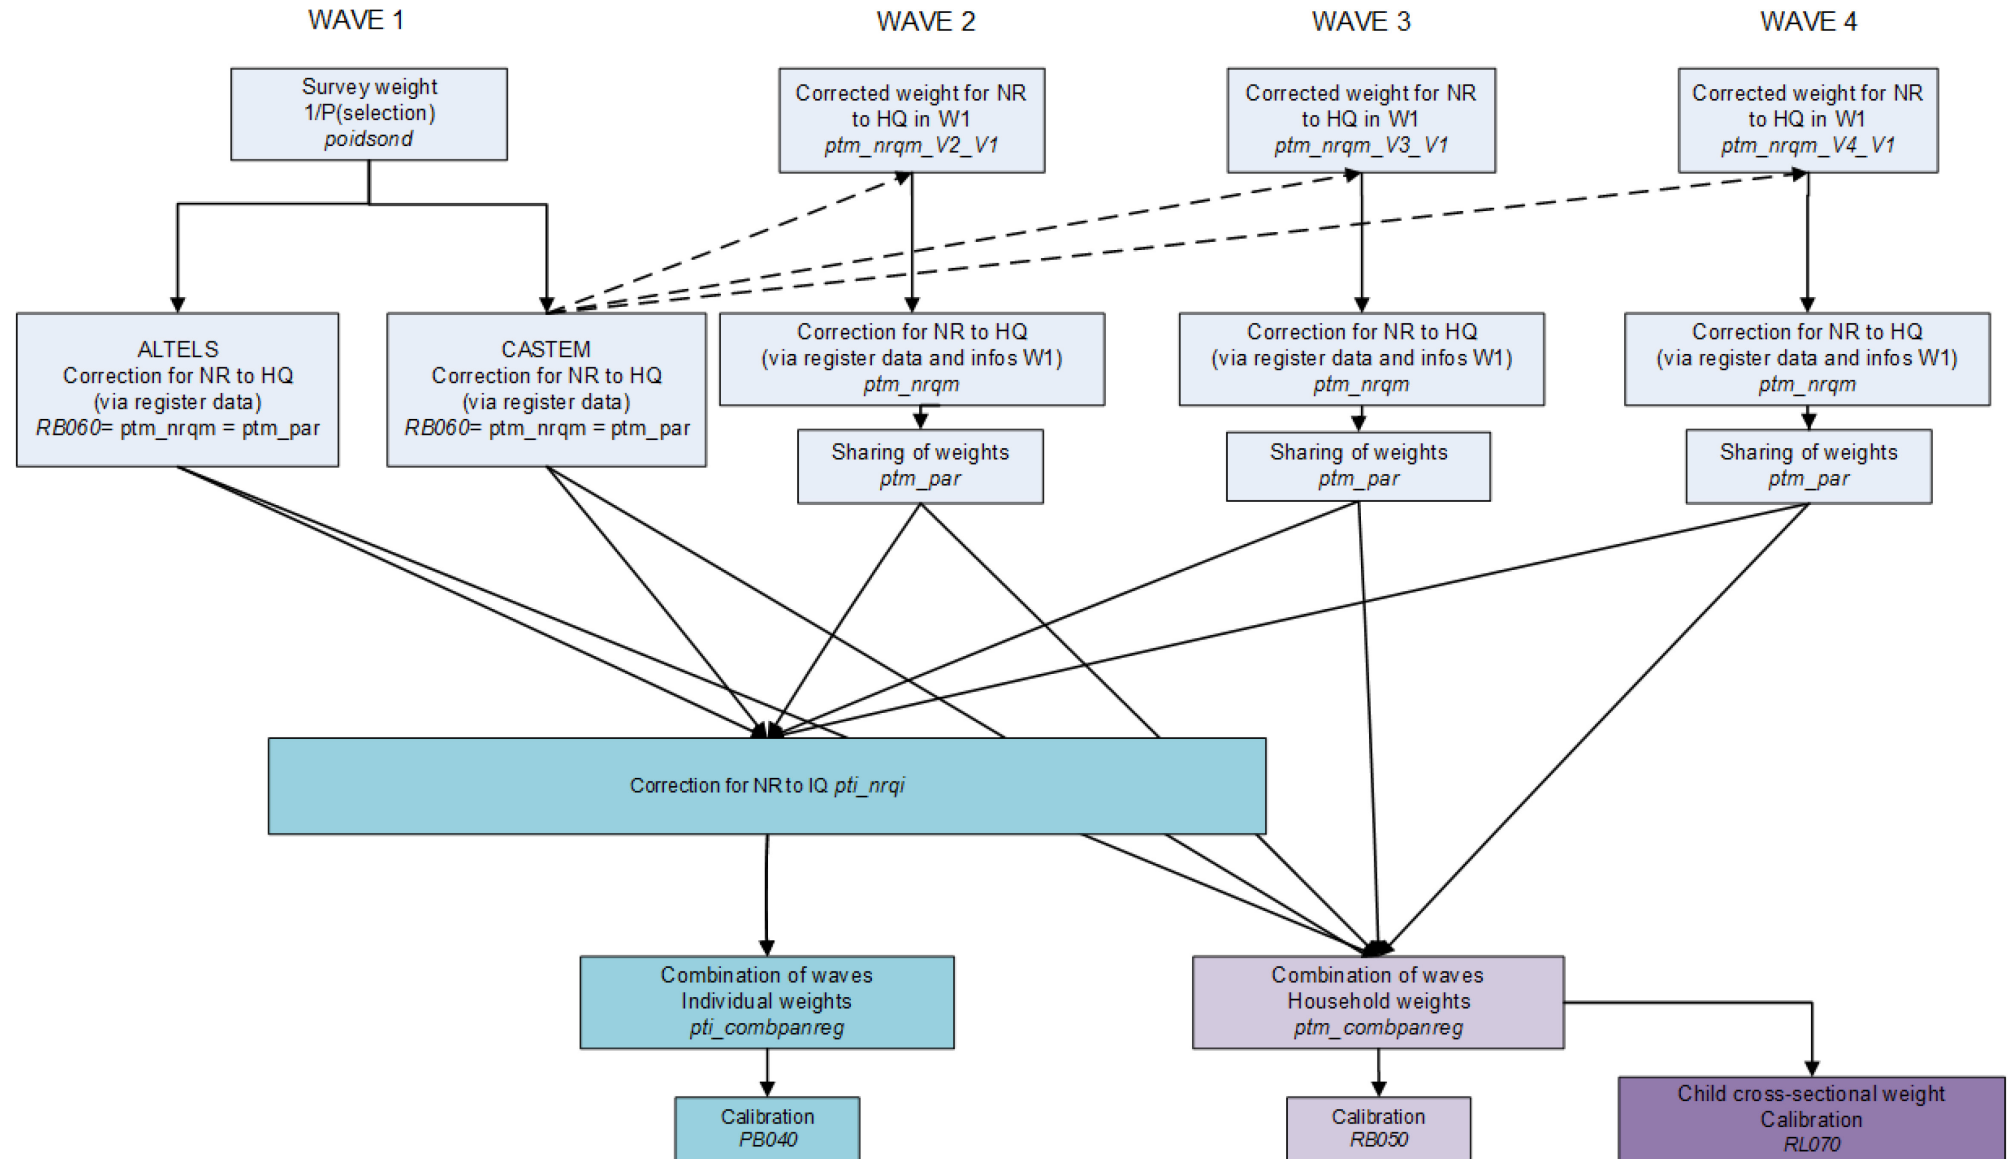 WAVE 1
WAVE 2
WAVE 3
WAVE 4
Survey weight
1/P(selection)
poidsond
Corrected weight for NR
to HQ in W1
ptm_nrqm_V2_V1
Corrected weight for NR
to HQ in W1
ptm_nrqm_V3_V1
Corrected weight for NR
to HQ in W1
ptm_nrqm_V4_V1
ALTELS
Correction for NR to HQ
(via register data)
RB060= ptm_nrqm = ptm_par
CASTEM
Correction for NR to HQ
(via register data)
RB060= ptm_nrqm = ptm_par
Correction for NR to HQ
(via register data and infos W1)
ptm_nrqm
Correction for NR to HQ
(via register data and infos W1)
ptm_nrqm
Correction for NR to HQ
(via register data and infos W1)
ptm_nrqm
Sharing of weights
ptm_par
Sharing of weights
ptm_par
Sharing of weights
ptm_par
Correction for NR to IQ pti_nrqi
Combination of waves
Individual weights
pti_combpanreg
Combination of waves
Household weights
ptm_combpanreg
Calibration
PB040
Calibration
RB050
Child cross-sectional weight
Calibration
RL070